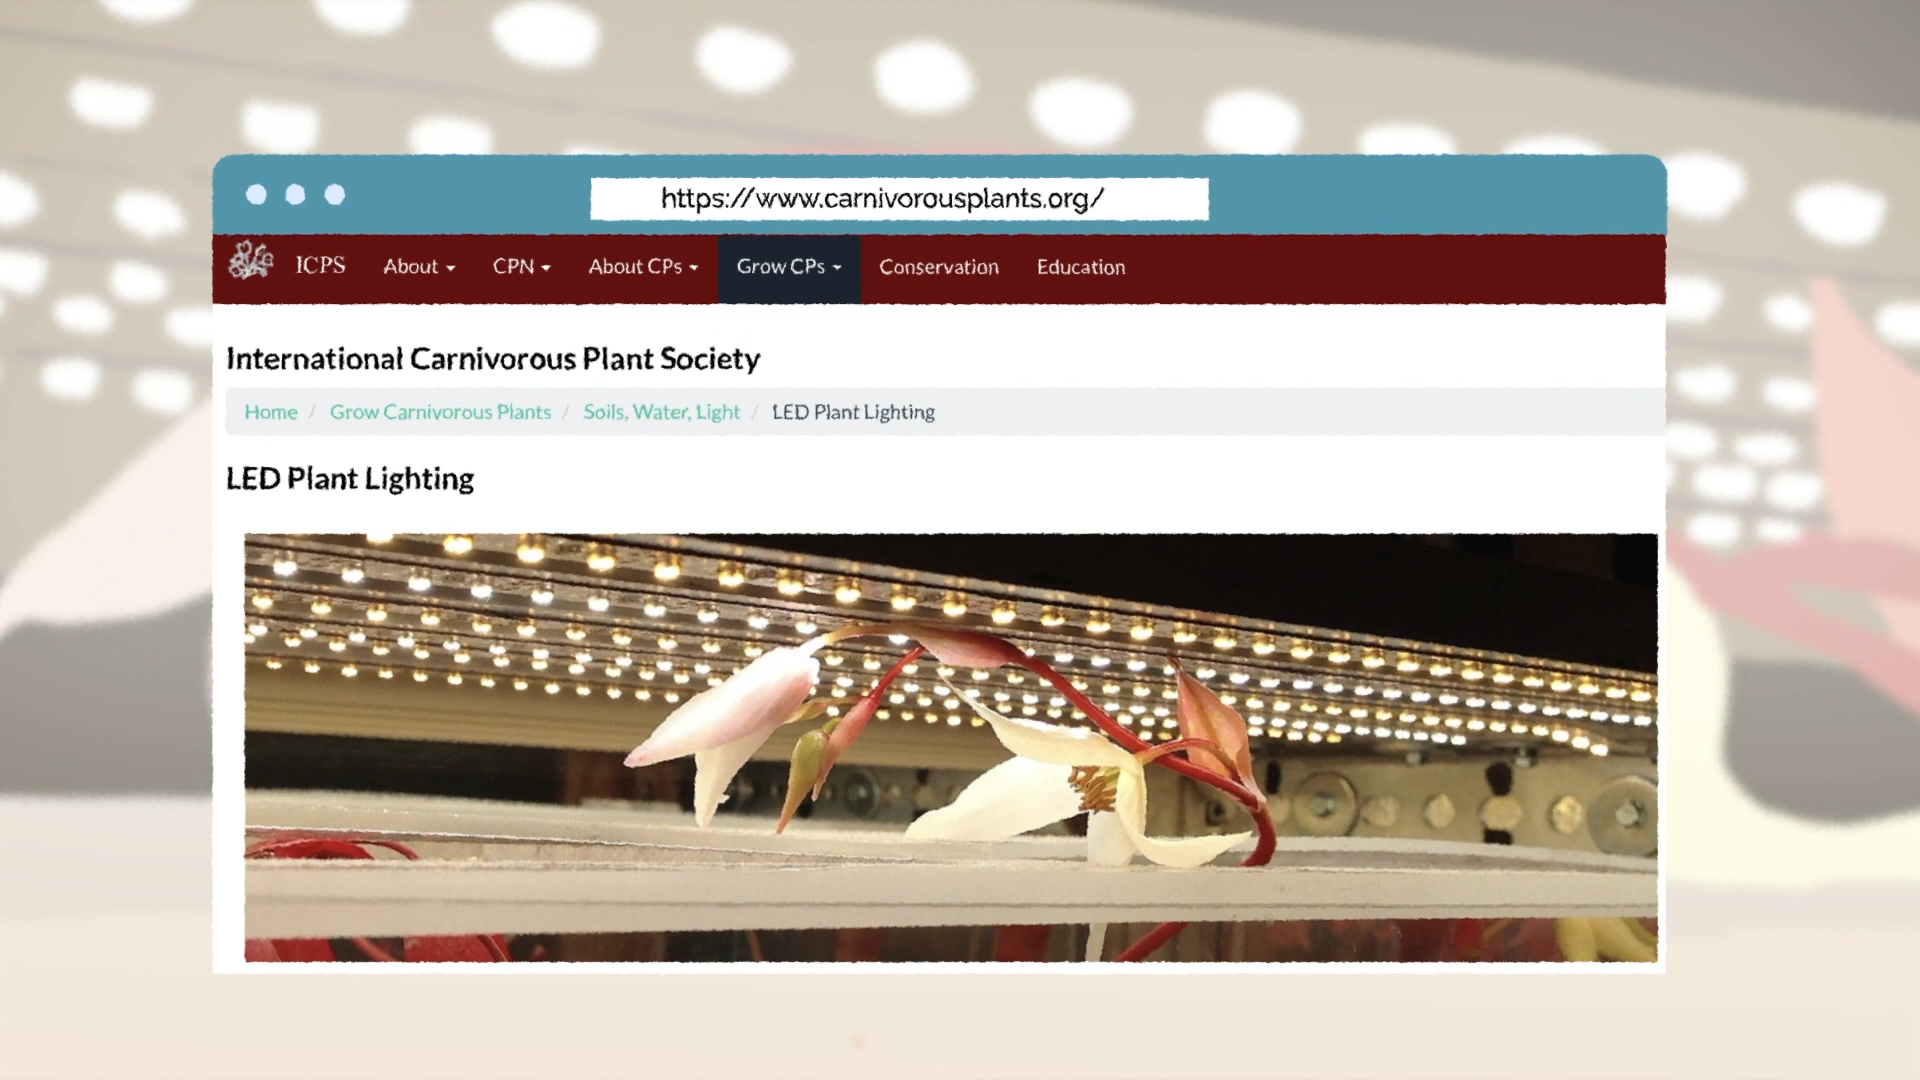 https://www.carnivorousplants.org/
ICPS About CPN About CPs Grow CPs Conservation Education
International Carnivorous Plant Society
Home / Grow Carnivorous Plants / Soils, Water, Light / LED Plant Lighting
LED Plant Lighting